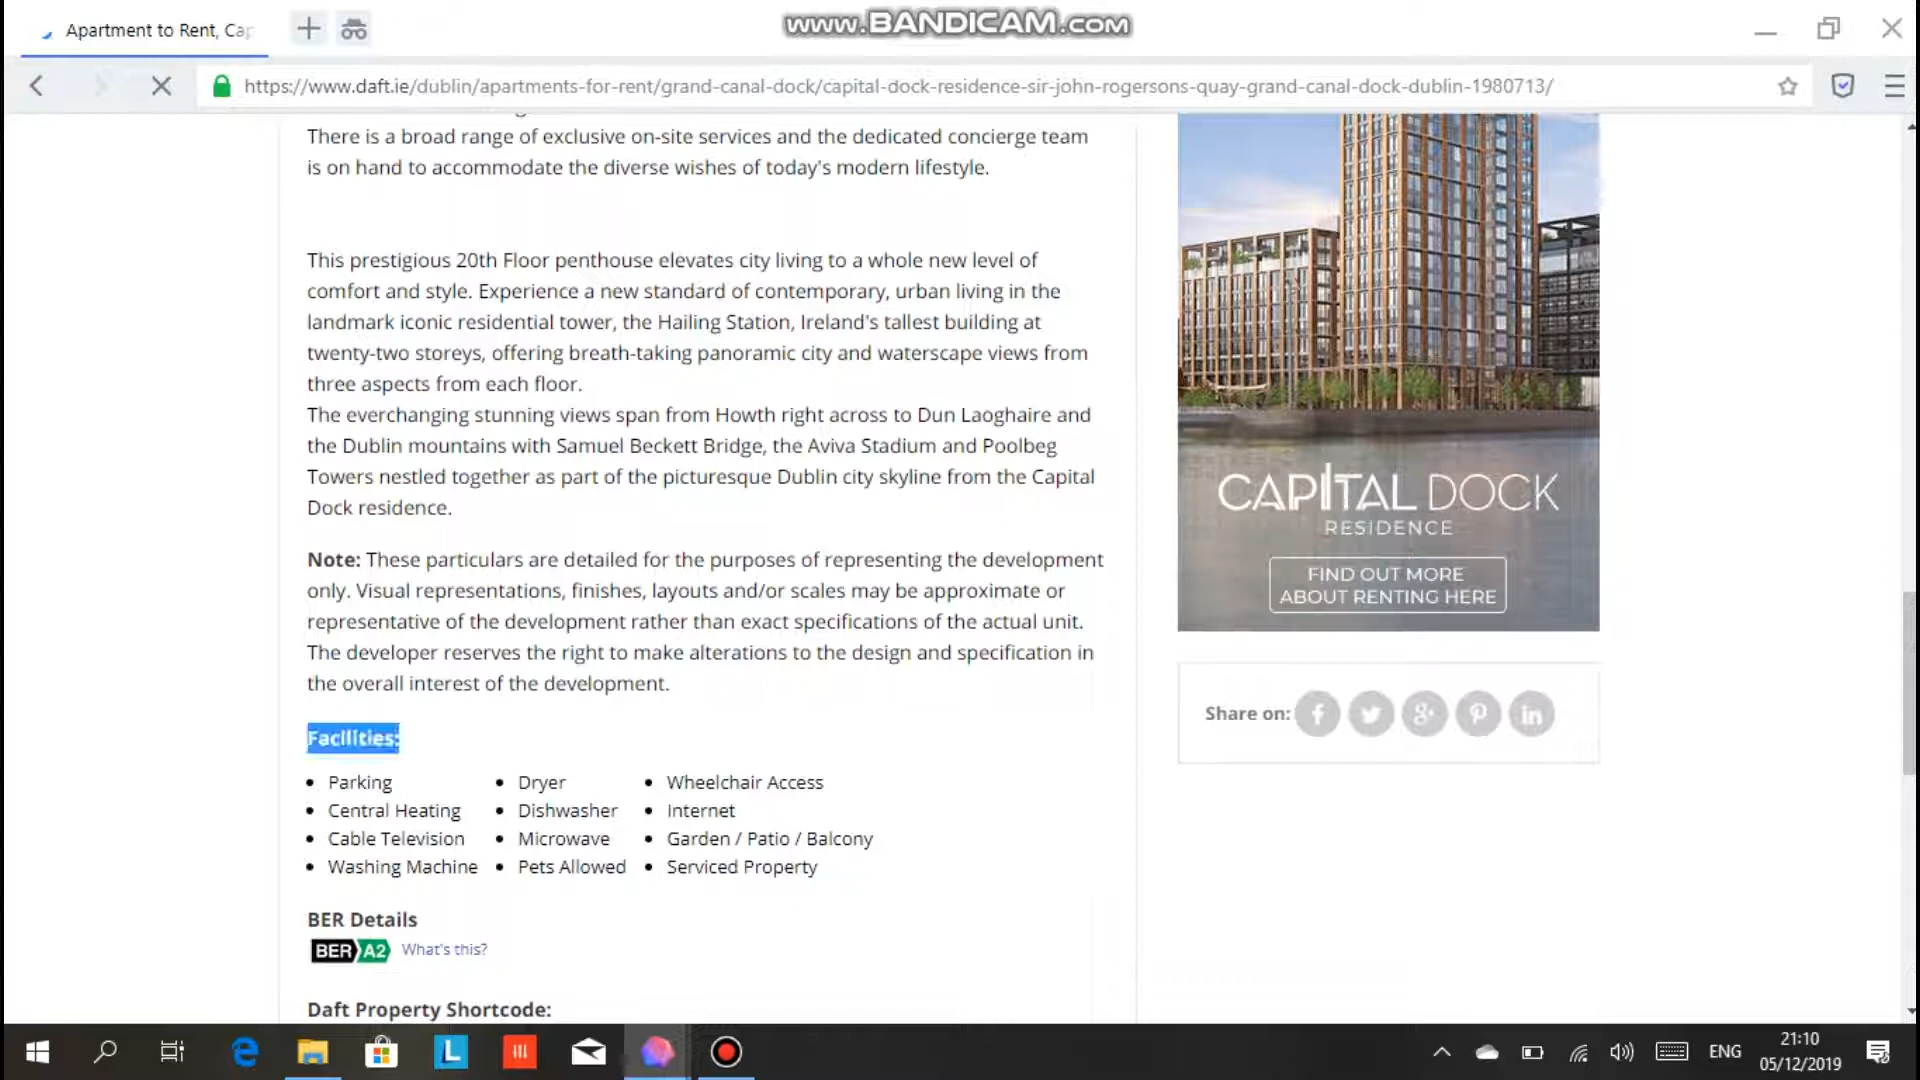 www.BANDICAM.com
Apartment to Rent, Cap
https://www.daft.ie/dublin/apartments-for-rent/grand-canal-dock/capital-dock-residence-sir-john-rogersons-quay-grand-canal-dock-dublin-1980713/
There is a broad range of exclusive on-site services and the dedicated concierge team
is on hand to accommodate the diverse wishes of today's modern lifestyle.
This prestigious 20th Floor penthouse elevates city living to a whole new level of
comfort and style. Experience a new standard of contemporary, urban living in the
landmark iconic residential tower, the Hailing Station, Ireland's tallest building at
twenty-two storeys, offering breath-taking panoramic city and waterscape views from
three aspects from each floor.
The everchanging stunning views span from Howth right across to Dun Laoghaire and
the Dublin mountains with Samuel Beckett Bridge, the Aviva Stadium and Poolbeg
Towers nestled together as part of the picturesque Dublin city skyline from the Capital
Dock residence.
Note: These particulars are detailed for the purposes of representing the development
only. Visual representations, finishes, layouts and/or scales may be approximate or
representative of the development rather than exact specifications of the actual unit.
The developer reserves the right to make alterations to the design and specification in
the overall interest of the development.
Facilities:
Parking
Central Heating
Cable Television
Washing Machine
Dryer
Dishwasher
Microwave
Pets Allowed
Wheelchair Access
Internet
Garden / Patio / Balcony
Serviced Property
BER Details
BER A2 What's this?
Daft Property Shortcode:
CAPITAL DOCK
RESIDENCE
FIND OUT MORE
ABOUT RENTING HERE
Share on:
ENG
21:10
05/12/2019